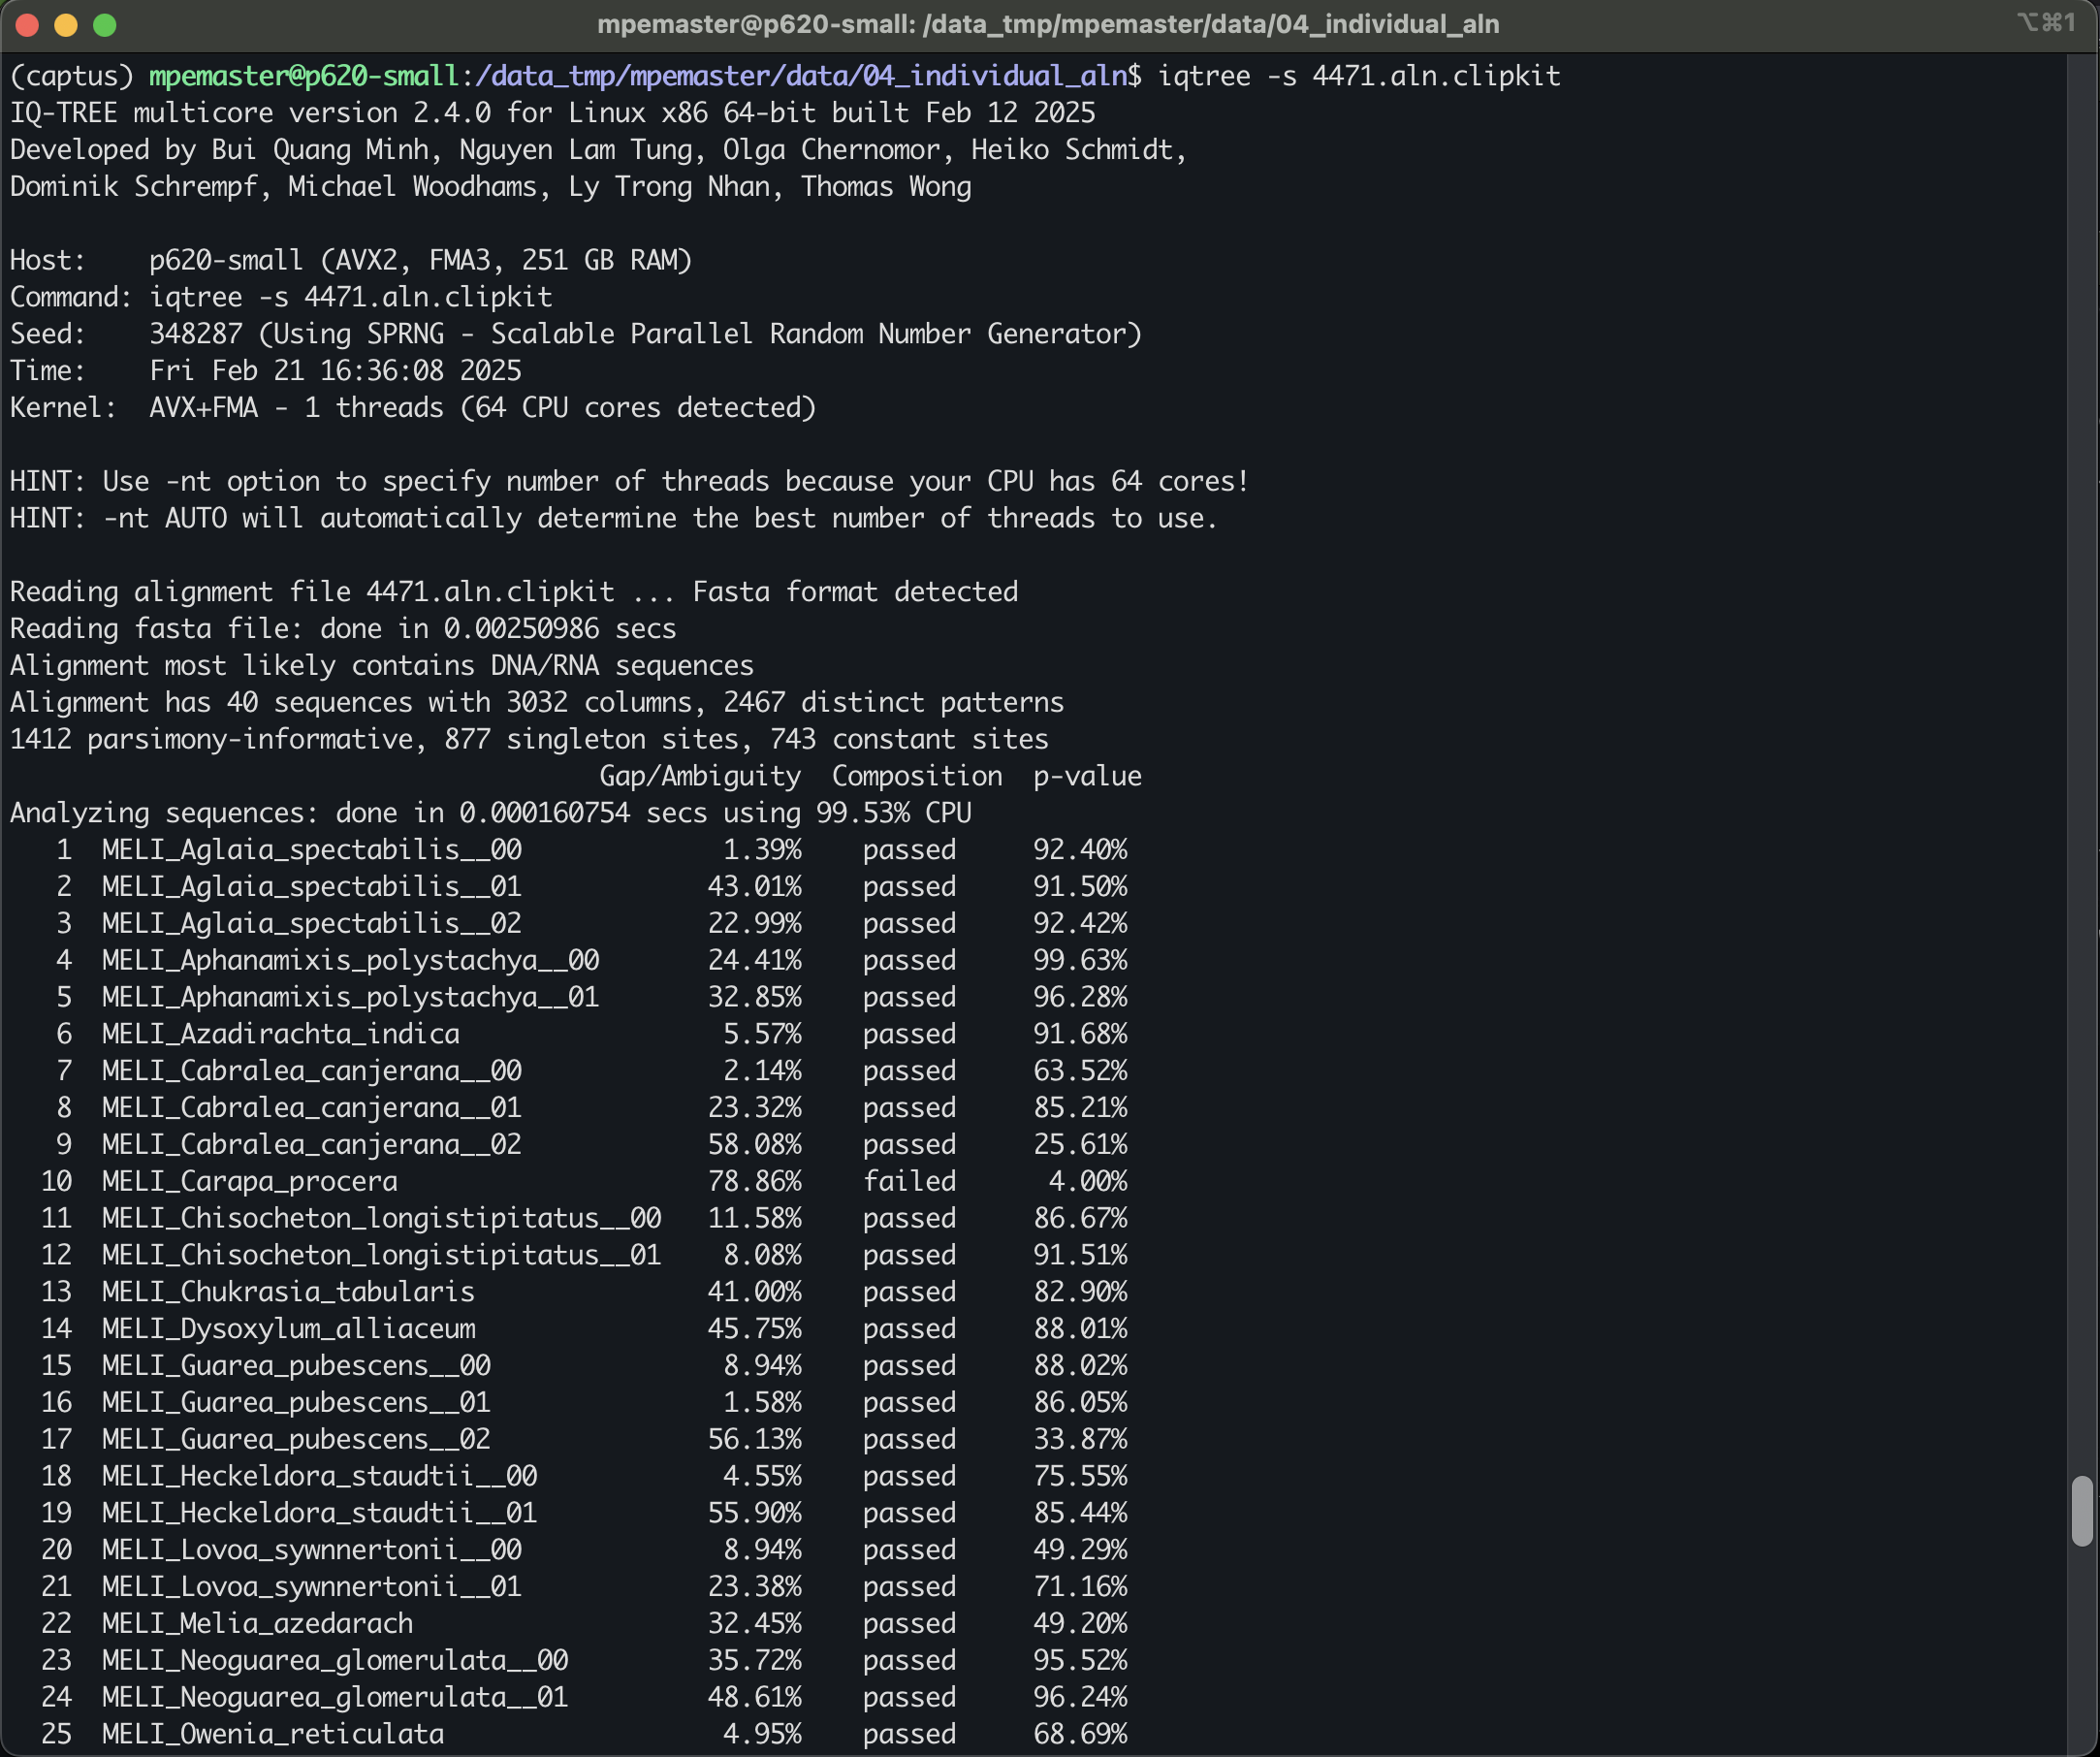 mpemaster@p620-small: /data_tmp/mpemaster/data/04_individual_aln
⌥⌘1
(captus) mpemaster@p620-small:/data_tmp/mpemaster/data/04_individual_aln$ iqtree -s 4471.aln.clipkit
IQ-TREE multicore version 2.4.0 for Linux x86 64-bit built Feb 12 2025
Developed by Bui Quang Minh, Nguyen Lam Tung, Olga Chernomor, Heiko Schmidt,
Dominik Schrempf, Michael Woodhams, Ly Trong Nhan, Thomas Wong
Host:    p620-small (AVX2, FMA3, 251 GB RAM)
Command: iqtree -s 4471.aln.clipkit
Seed:    348287 (Using SPRNG - Scalable Parallel Random Number Generator)
Time:    Fri Feb 21 16:36:08 2025
Kernel:  AVX+FMA - 1 threads (64 CPU cores detected)
HINT: Use -nt option to specify number of threads because your CPU has 64 cores!
HINT: -nt AUTO will automatically determine the best number of threads to use.
Reading alignment file 4471.aln.clipkit ... Fasta format detected
Reading fasta file: done in 0.00250986 secs
Alignment most likely contains DNA/RNA sequences
Alignment has 40 sequences with 3032 columns, 2467 distinct patterns
1412 parsimony-informative, 877 singleton sites, 743 constant sites
Gap/Ambiguity  Composition  p-value
Analyzing sequences: done in 0.000160754 secs using 99.53% CPU
1  MELI_Aglaia_spectabilis__00  1.39%  passed  92.40%
2  MELI_Aglaia_spectabilis__01  43.01%  passed  91.50%
3  MELI_Aglaia_spectabilis__02  22.99%  passed  92.42%
4  MELI_Aphanamixis_polystachya__00  24.41%  passed  99.63%
5  MELI_Aphanamixis_polystachya__01  32.85%  passed  96.28%
6  MELI_Azadirachta_indica  5.57%  passed  91.68%
7  MELI_Cabralea_canjerana__00  2.14%  passed  63.52%
8  MELI_Cabralea_canjerana__01  23.32%  passed  85.21%
9  MELI_Cabralea_canjerana__02  58.08%  passed  25.61%
10  MELI_Carapa_procera  78.86%  failed  4.00%
11  MELI_Chisocheton_longistipitatus__00  11.58%  passed  86.67%
12  MELI_Chisocheton_longistipitatus__01  8.08%  passed  91.51%
13  MELI_Chukrasia_tabularis  41.00%  passed  82.90%
14  MELI_Dysoxylum_alliaceum  45.75%  passed  88.01%
15  MELI_Guarea_pubescens__00  8.94%  passed  88.02%
16  MELI_Guarea_pubescens__01  1.58%  passed  86.05%
17  MELI_Guarea_pubescens__02  56.13%  passed  33.87%
18  MELI_Heckeldora_staudtii__00  4.55%  passed  75.55%
19  MELI_Heckeldora_staudtii__01  55.90%  passed  85.44%
20  MELI_Lovoa_sywnnertonii__00  8.94%  passed  49.29%
21  MELI_Lovoa_sywnnertonii__01  23.38%  passed  71.16%
22  MELI_Melia_azedarach  32.45%  passed  49.20%
23  MELI_Neoguarea_glomerulata__00  35.72%  passed  95.52%
24  MELI_Neoguarea_glomerulata__01  48.61%  passed  96.24%
25  MELI_Owenia_reticulata  4.95%  passed  68.69%